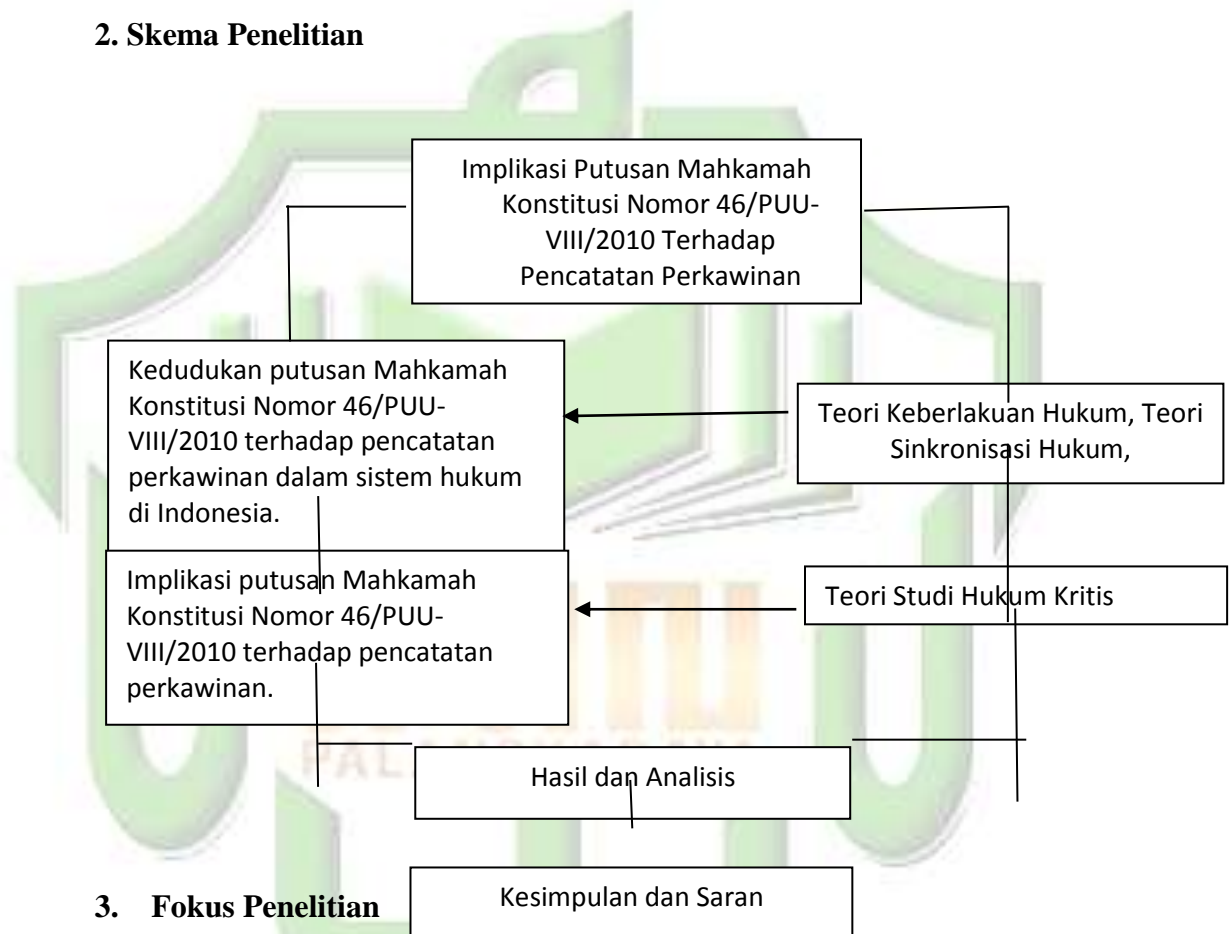 2. Skema Penelitian
Implikasi Putusan Mahkamah
Konstitusi Nomor 46/PUU-
VIII/2010 Terhadap
Pencatatan Perkawinan
Kedudukan putusan Mahkamah
Konstitusi Nomor 46/PUU-
VIII/2010 terhadap pencatatan
perkawinan dalam sistem hukum
di Indonesia.
Teori Keberlakuan Hukum, Teori
Sinkronisasi Hukum,
Implikasi putusan Mahkamah
Konstitusi Nomor 46/PUU-
VIII/2010 terhadap pencatatan
perkawinan.
Teori Studi Hukum Kritis
Hasil dan Analisis
Kesimpulan dan Saran
3. Fokus Penelitian